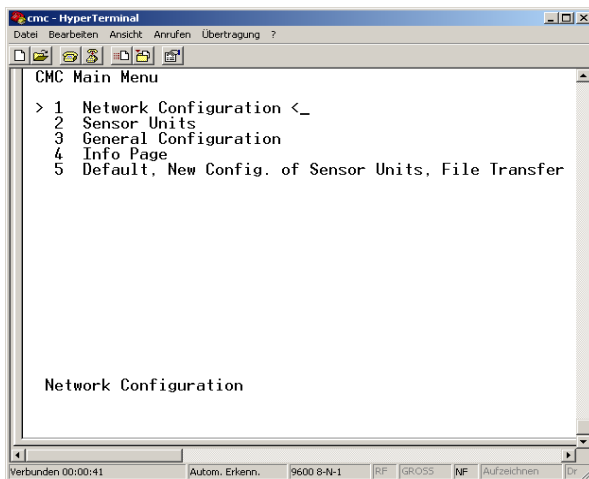 cmc - HyperTerminal
Datei Bearbeiten Ansicht Anrufen Übertragung ?
CMC Main Menu
> 1 Network Configuration <_
2 Sensor Units
3 General Configuration
4 Info Page
5 Default, New Config. of Sensor Units, File Transfer
Network Configuration
Verbunden 00:00:41 Autom. Erkenn. 9600 8-N-1 RF GROSS NF Aufzeichnen Dr